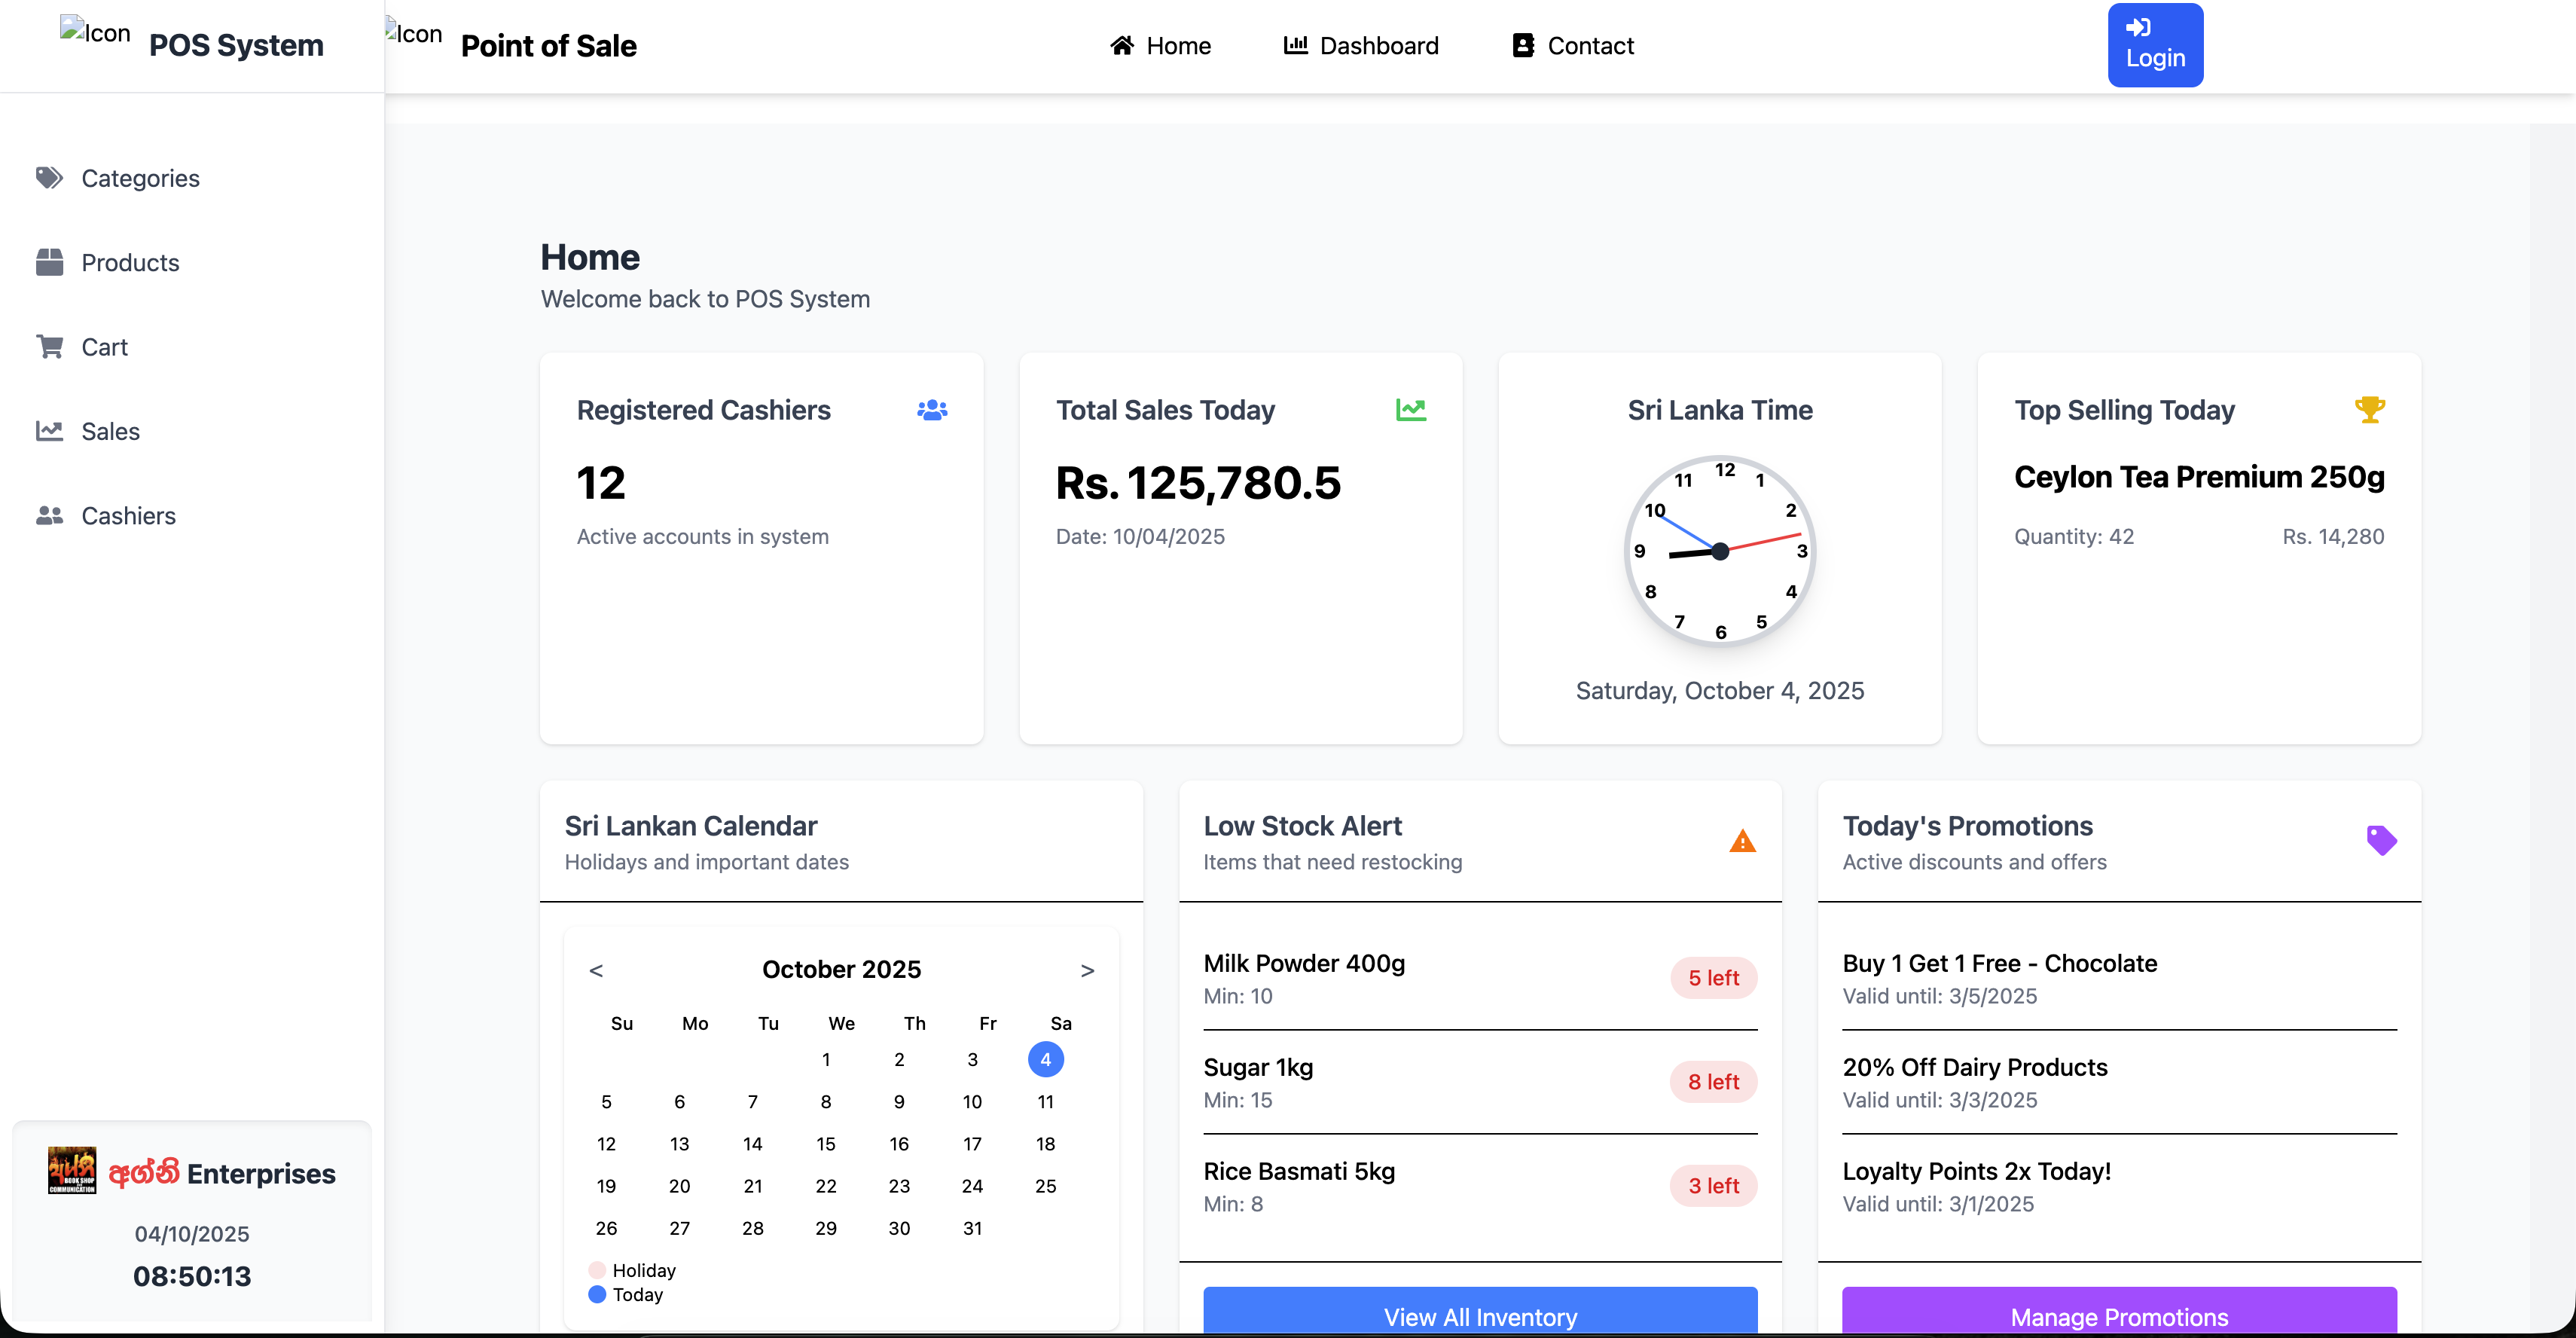 Icon POS System
Icon Point of Sale
Home
Dashboard
Contact
Login
Categories
Products
Cart
Sales
Cashiers
අග්නි Enterprises
BOOK SHOP
COMMUNICATION
04/10/2025
08:50:13
Home
Welcome back to POS System
Registered Cashiers
12
Active accounts in system
Total Sales Today
Rs. 125,780.5
Date: 10/04/2025
Sri Lanka Time
12
1
2
3
4
5
6
7
8
9
10
11
Saturday, October 4, 2025
Top Selling Today
Ceylon Tea Premium 250g
Quantity: 42 Rs. 14,280
Sri Lankan Calendar
Holidays and important dates
< October 2025 >
Su Mo Tu We Th Fr Sa
1 2 3 4
5 6 7 8 9 10 11
12 13 14 15 16 17 18
19 20 21 22 23 24 25
26 27 28 29 30 31
Holiday
Today
Low Stock Alert
Items that need restocking
Milk Powder 400g
Min: 10
5 left
Sugar 1kg
Min: 15
8 left
Rice Basmati 5kg
Min: 8
3 left
View All Inventory
Today's Promotions
Active discounts and offers
Buy 1 Get 1 Free - Chocolate
Valid until: 3/5/2025
20% Off Dairy Products
Valid until: 3/3/2025
Loyalty Points 2x Today!
Valid until: 3/1/2025
Manage Promotions